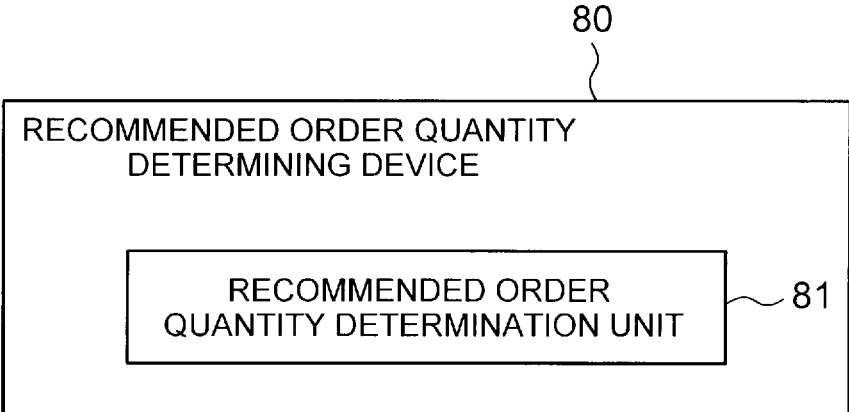 80
RECOMMENDED ORDER QUANTITY
DETERMINING DEVICE
RECOMMENDED ORDER
QUANTITY DETERMINATION UNIT
81